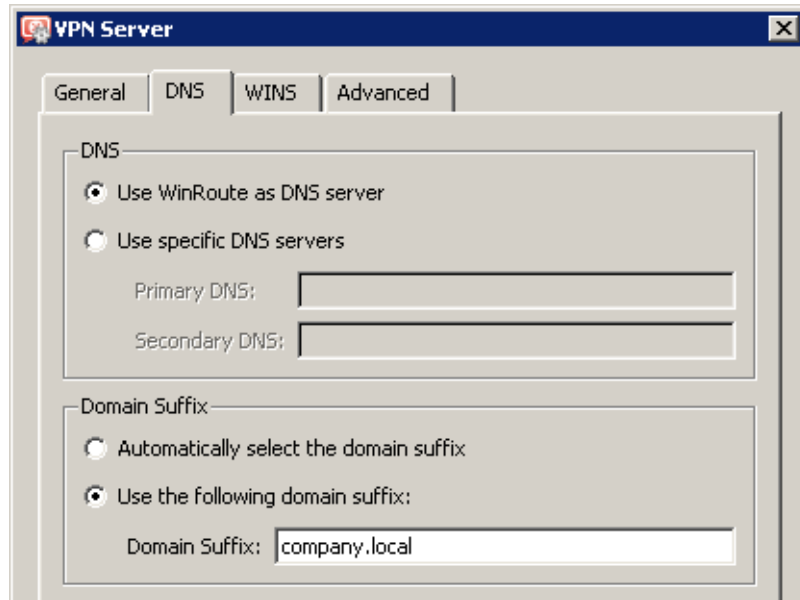 VPN Server
General DNS WINS Advanced
DNS
Use WinRoute as DNS server
Use specific DNS servers
Primary DNS:
Secondary DNS:
Domain Suffix
Automatically select the domain suffix
Use the following domain suffix:
Domain Suffix: company.local